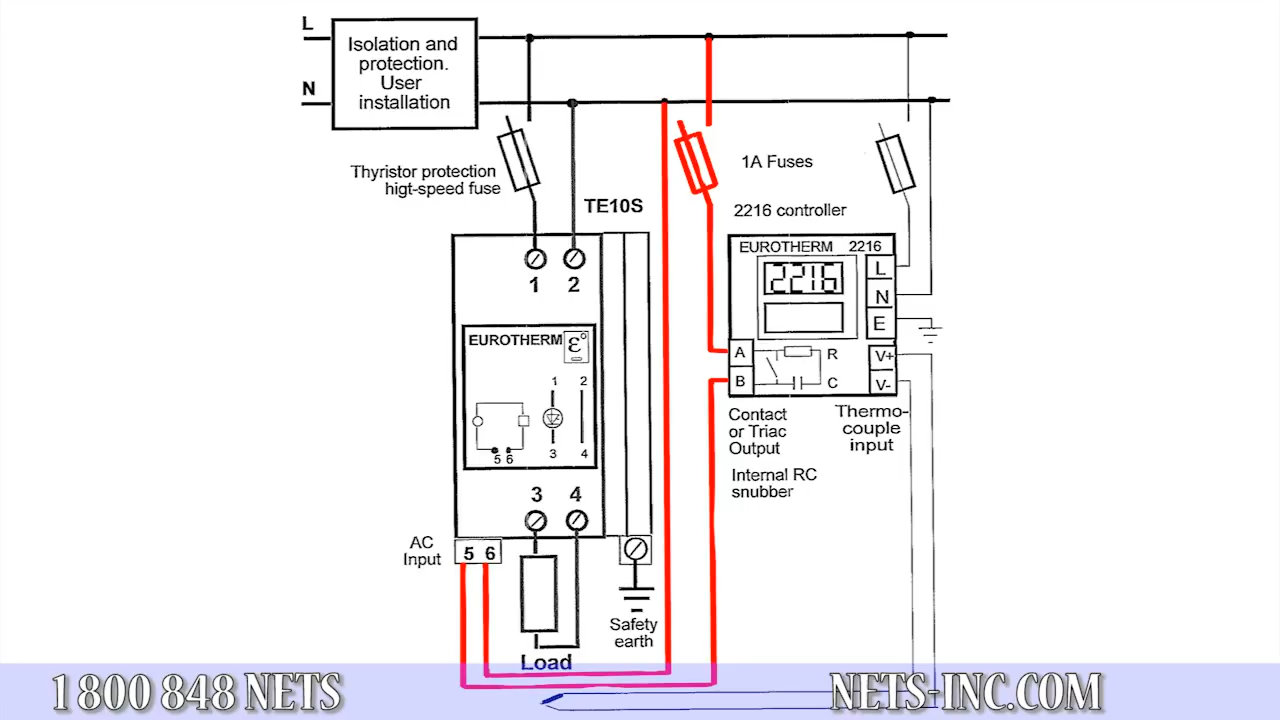 L
Isolation and
protection.
User
installation
N
Thyristor protection
higt-speed fuse
1A Fuses
TE10S
2216 controller
EUROTHERM 2216
2216
L
N
E
1 2
EUROTHERM
ε°
A
R
V+
B
C
V-
1 2
5 6
3 4
Contact
or Triac
Output
Thermo-
couple
input
Internal RC
snubber
3 4
AC
Input
5 6
Safety
earth
Load
1 800 848 NETS
NETS-INC.COM